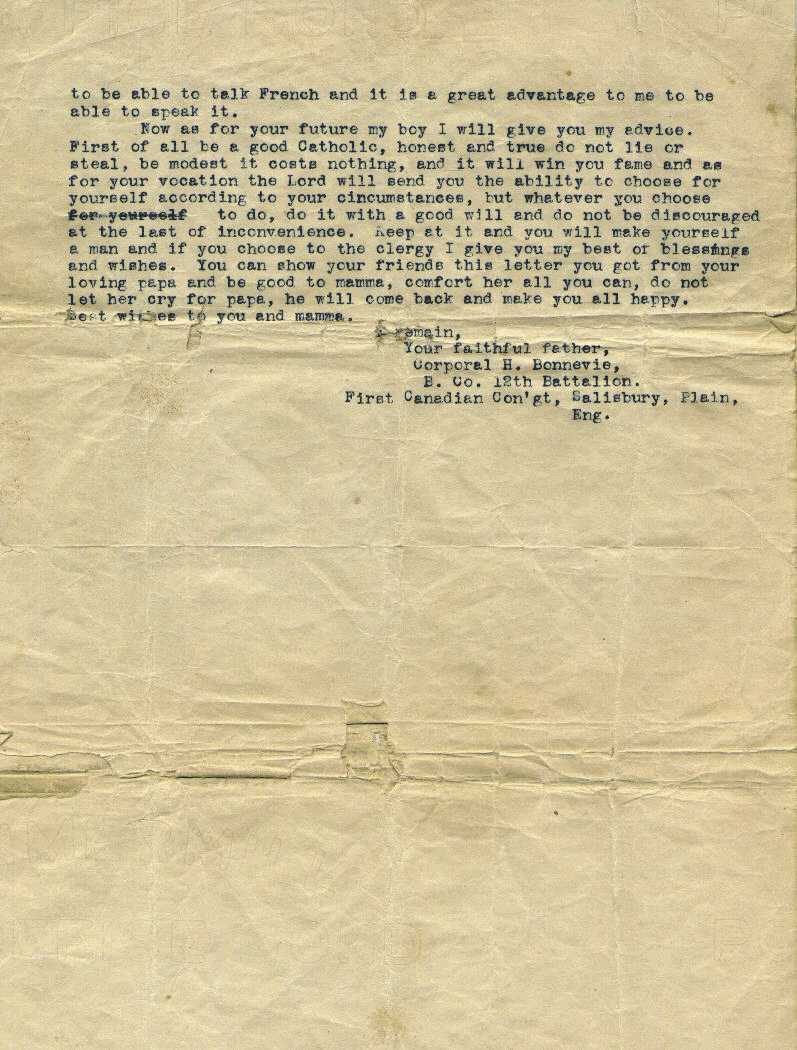 to be able to talk French and it is a great advantage to me to be
able to speak it.
Now as for your future my boy I will give you my advice.
First of all be a good Catholic, honest and true do not lie or
steal, be modest it costs nothing, and it will win you fame and as
for your vocation the Lord will send you the ability to choose for
yourself according to your cincumstances, but whatever you choose
for yourself to do, do it with a good will and do not be discouraged
at the last of inconvenience. Keep at it and you will make yourself
a man and if you choose to the clergy I give you my best of blessings
and wishes. You can show your friends this letter you got from your
loving papa and be good to mamma, comfort her all you can, do not
let her cry for papa, he will come back and make you all happy.
Best wishes to you and mamma.
I remain,
Your faithful father,
Corporal H. Bonnevie,
B. Co. 12th Battalion.
First Canadian Con'gt, Salisbury, Plain,
Eng.
OFFICE BOND